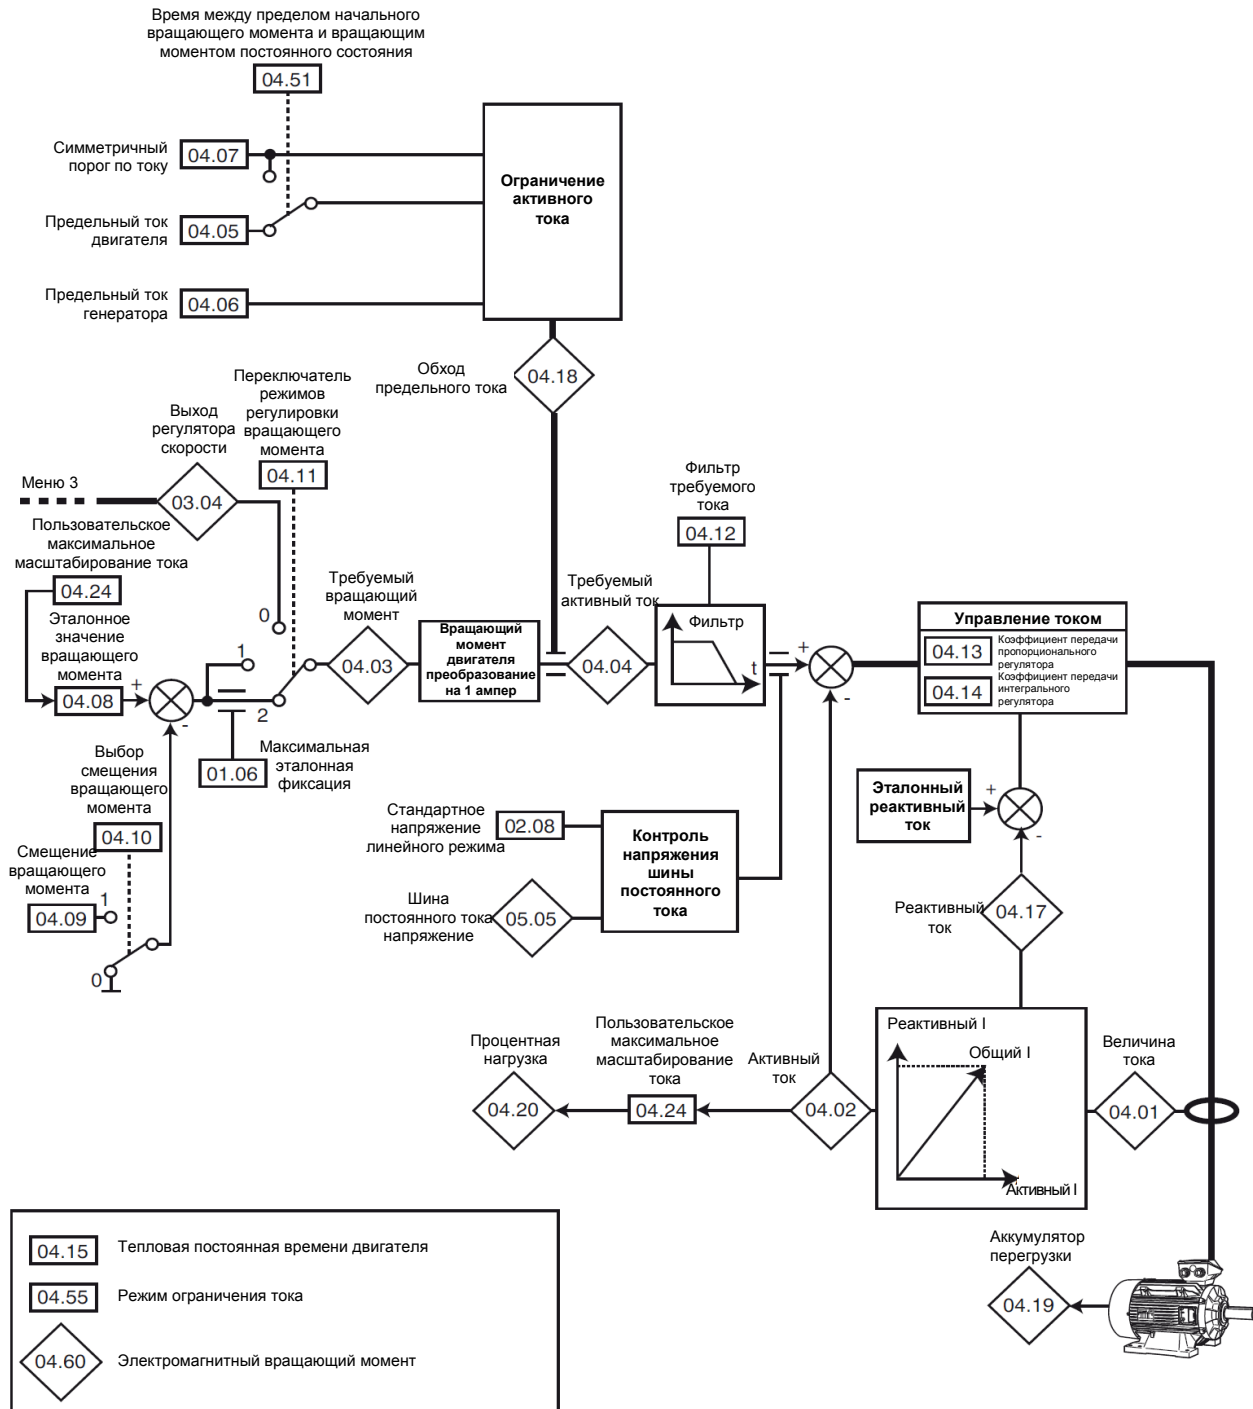 Время между пределом начального
вращающего момента и вращающим
моментом постоянного состояния
04.51
Симметричный
порог по току
04.07
Ограничение
активного
тока
Предельный ток
двигателя
04.05
Предельный ток
генератора
04.06
Обход
предельного тока
04.18
Переключатель
режимов
регулировки
вращающего
момента
04.11
Выход
регулятора
скорости
Меню 3
03.04
Фильтр
требуемого
тока
04.12
Пользовательское
максимальное
масштабирование тока
04.24
Эталонное
значение
вращающего
момента
04.08
+
-
0
1
2
Требуемый
вращающий
момент
04.03
Вращающий
момент
двигателя
преобразование
на 1 ампер
Требуемый
активный ток
04.04
Фильтр
t
+
-
Управление током
04.13
Коэффициент передачи
пропорционального
регулятора
04.14
Коэффициент передачи
интегрального
регулятора
01.06
Максимальная
эталонная
фиксация
Выбор
смещения
вращающего
момента
04.10
Смещение
вращающего
момента
04.09
1
0
Стандартное
напряжение
линейного режима
02.08
Контроль
напряжения
шины
постоянного
тока
Шина
постоянного тока
напряжение
05.05
Эталонный
реактивный
ток
+
-
Реактивный
ток
04.17
Процентная
нагрузка
04.20
Пользовательское
максимальное
масштабирование
тока
04.24
Активный
ток
04.02
Реактивный I
Общий I
Активный I
Величина
тока
04.01
Аккумулятор
перегрузки
04.19
04.15
Тепловая постоянная времени двигателя
04.55
Режим ограничения тока
04.60
Электромагнитный вращающий момент